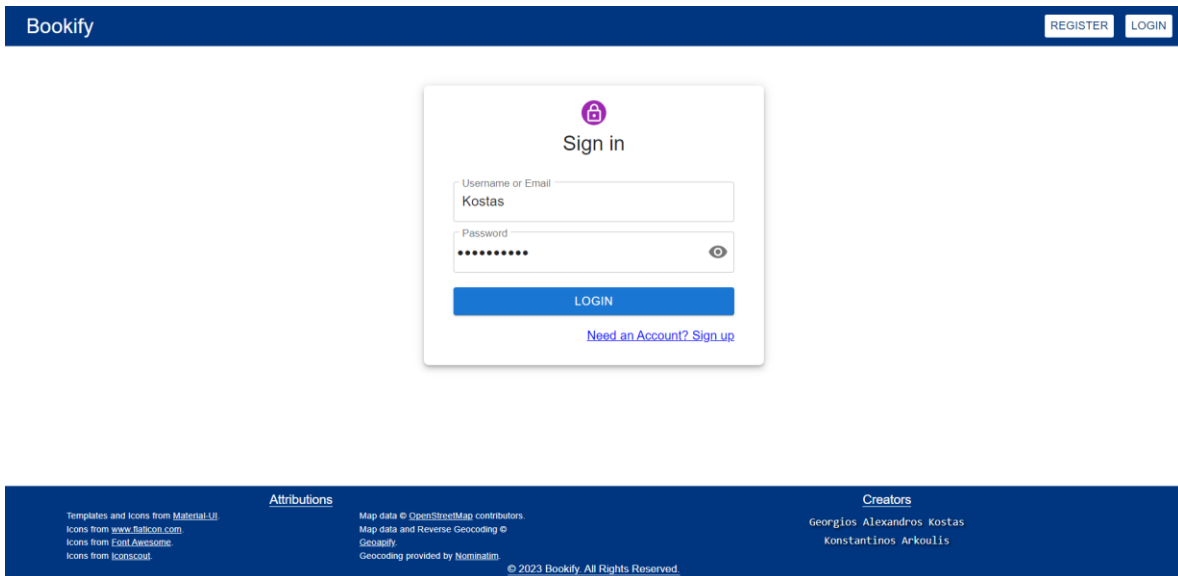 Bookify
REGISTER LOGIN
Sign in
Username or Email
Kostas
Password
••••••••••
LOGIN
Need an Account? Sign up
Attributions
Templates and Icons from Material-UI.
Icons from www.flaticon.com.
Icons from Font Awesome.
Icons from Iconscout.
Map data © OpenStreetMap contributors.
Map data and Reverse Geocoding ©
Geoapify.
Geocoding provided by Nominatim.
Creators
Georgios Alexandros Kostas
Konstantinos Arkoulis
© 2023 Bookify. All Rights Reserved.